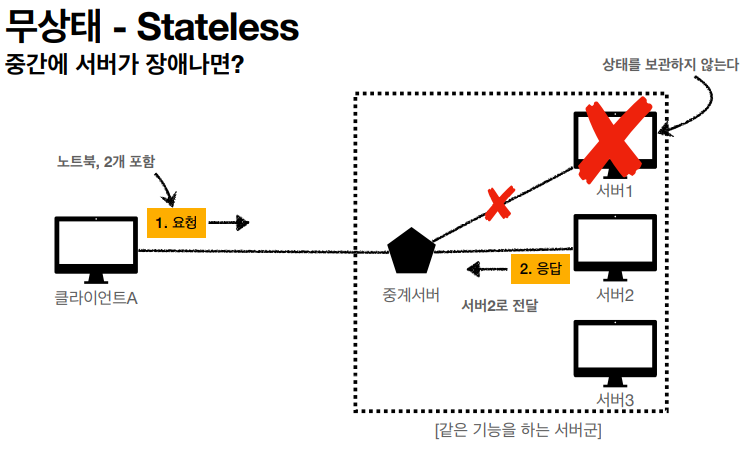 무상태 - Stateless
중간에 서버가 장애나면?
상태를 보관하지 않는다
노트북, 2개 포함
1. 요청
서버1
2. 응답
클라이언트A
중계서버
서버2로 전달
서버2
서버3
[같은 기능을 하는 서버군]